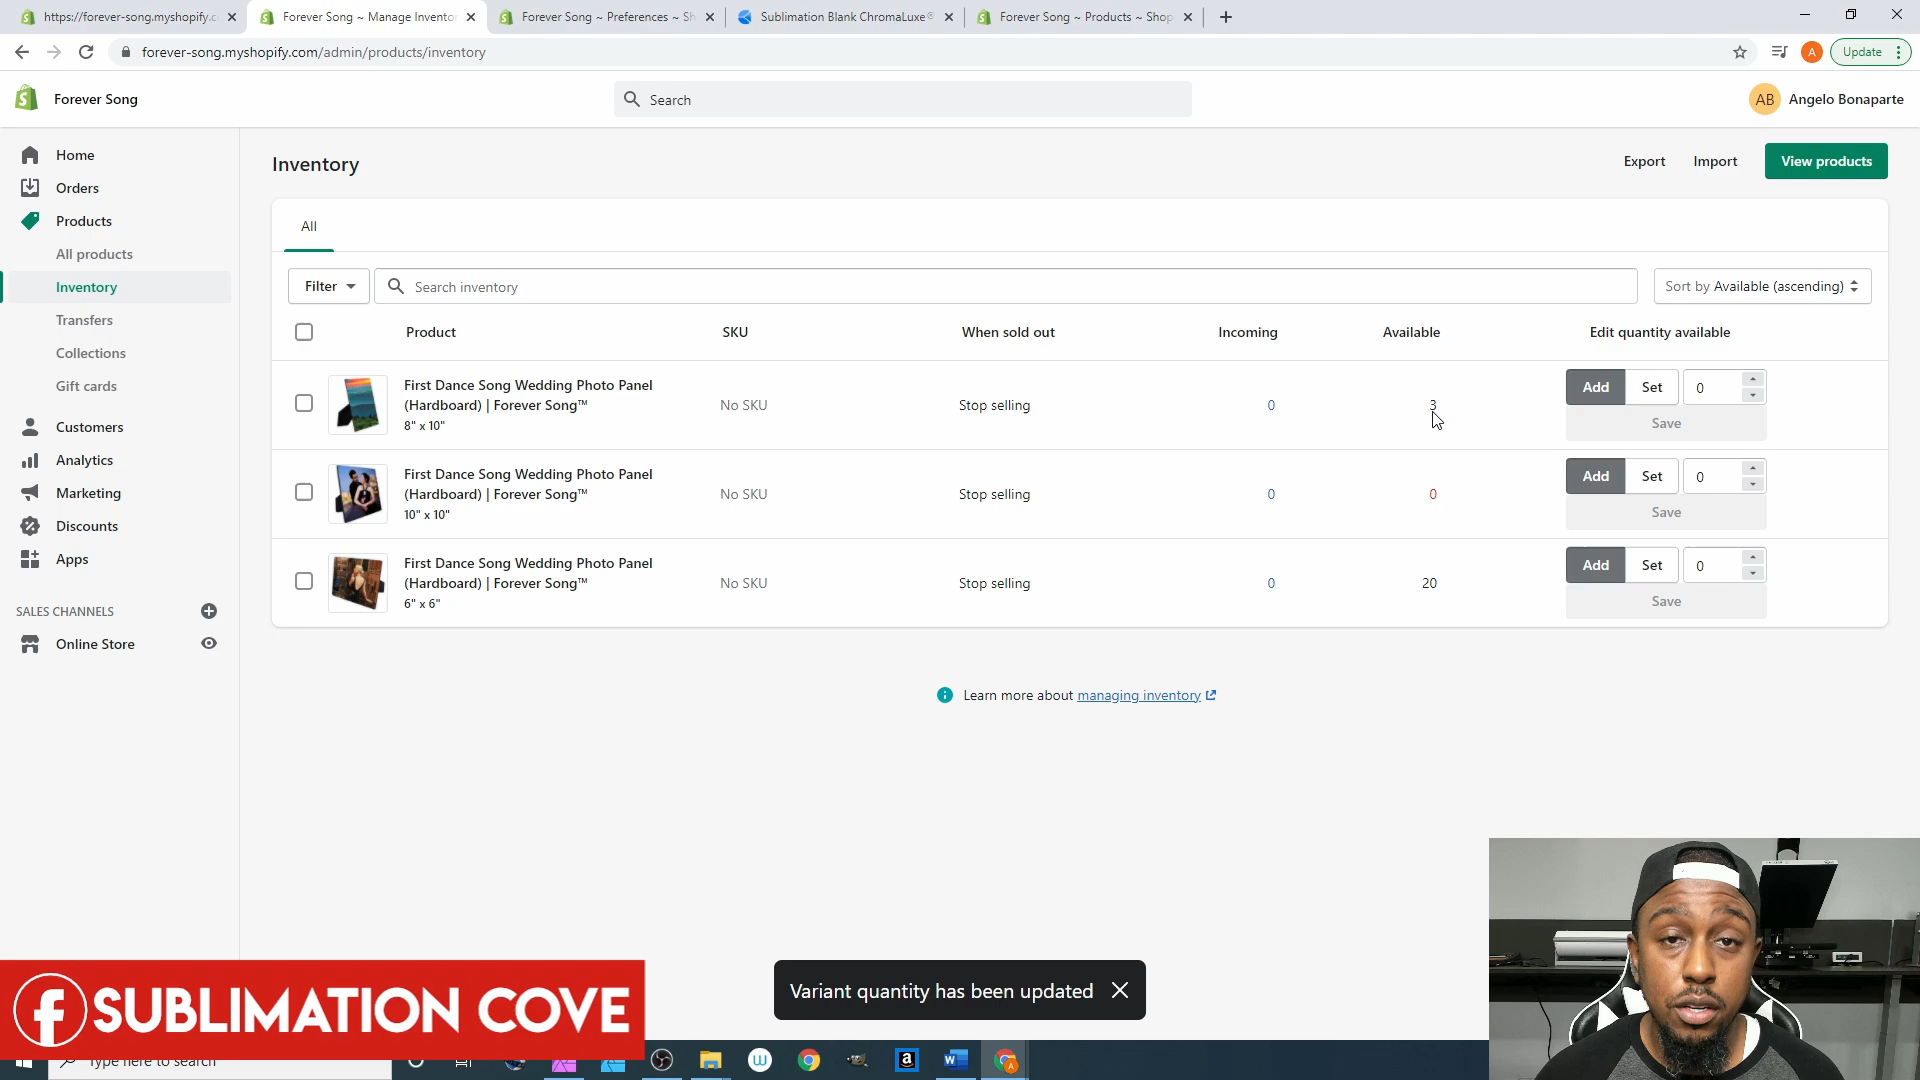 https://forever-song.myshopify.c
Forever Song ~ Manage Inventor
Forever Song ~ Preferences ~ Sh
Sublimation Blank ChromaLuxe®
Forever Song ~ Products ~ Shop
forever-song.myshopify.com/admin/products/inventory
A
Update
Forever Song
Search
AB
Angelo Bonaparte
Home
Orders
Products
All products
Inventory
Transfers
Collections
Gift cards
Customers
Analytics
Marketing
Discounts
Apps
SALES CHANNELS
Online Store
Inventory
Export
Import
View products
All
Filter
Search inventory
Sort by Available (ascending)
Product
SKU
When sold out
Incoming
Available
Edit quantity available
First Dance Song Wedding Photo Panel
(Hardboard) | Forever Song™
8" x 10"
No SKU
Stop selling
0
3
Add
Set
0
Save
First Dance Song Wedding Photo Panel
(Hardboard) | Forever Song™
10" x 10"
No SKU
Stop selling
0
0
Add
Set
0
Save
First Dance Song Wedding Photo Panel
(Hardboard) | Forever Song™
6" x 6"
No SKU
Stop selling
0
20
Add
Set
0
Save
Learn more about managing inventory
Variant quantity has been updated
SUBLIMATION COVE
Type here to search